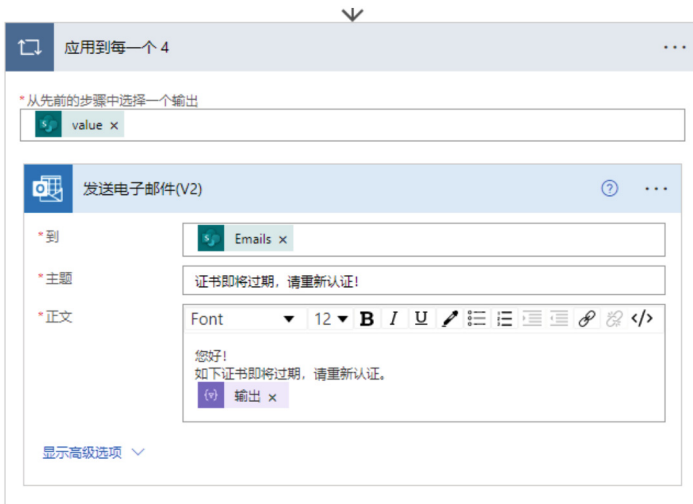 应用到每一个 4
*从先前的步骤中选择一个输出
value ×
发送电子邮件(V2)
*到
Emails ×
*主题
证书即将过期，请重新认证!
*正文
Font 12 B I U </>
您好!
如下证书即将过期，请重新认证。
{v} 输出 ×
显示高级选项